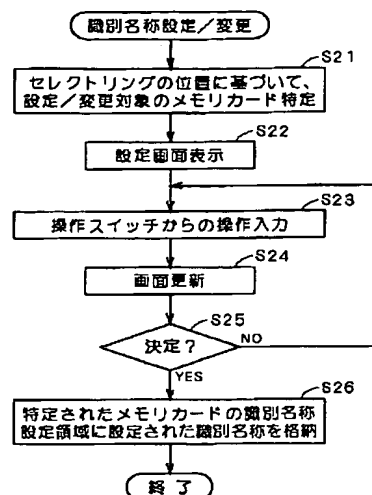 識別名称設定/変更
S21
セレクトリングの位置に基づいて、
設定/変更対象のメモリカード特定
S22
設定画面表示
S23
操作スイッチからの操作入力
S24
画面更新
S25
決定?
NO
YES
S26
特定されたメモリカードの識別名称
設定領域に設定された識別名称を格納
終了